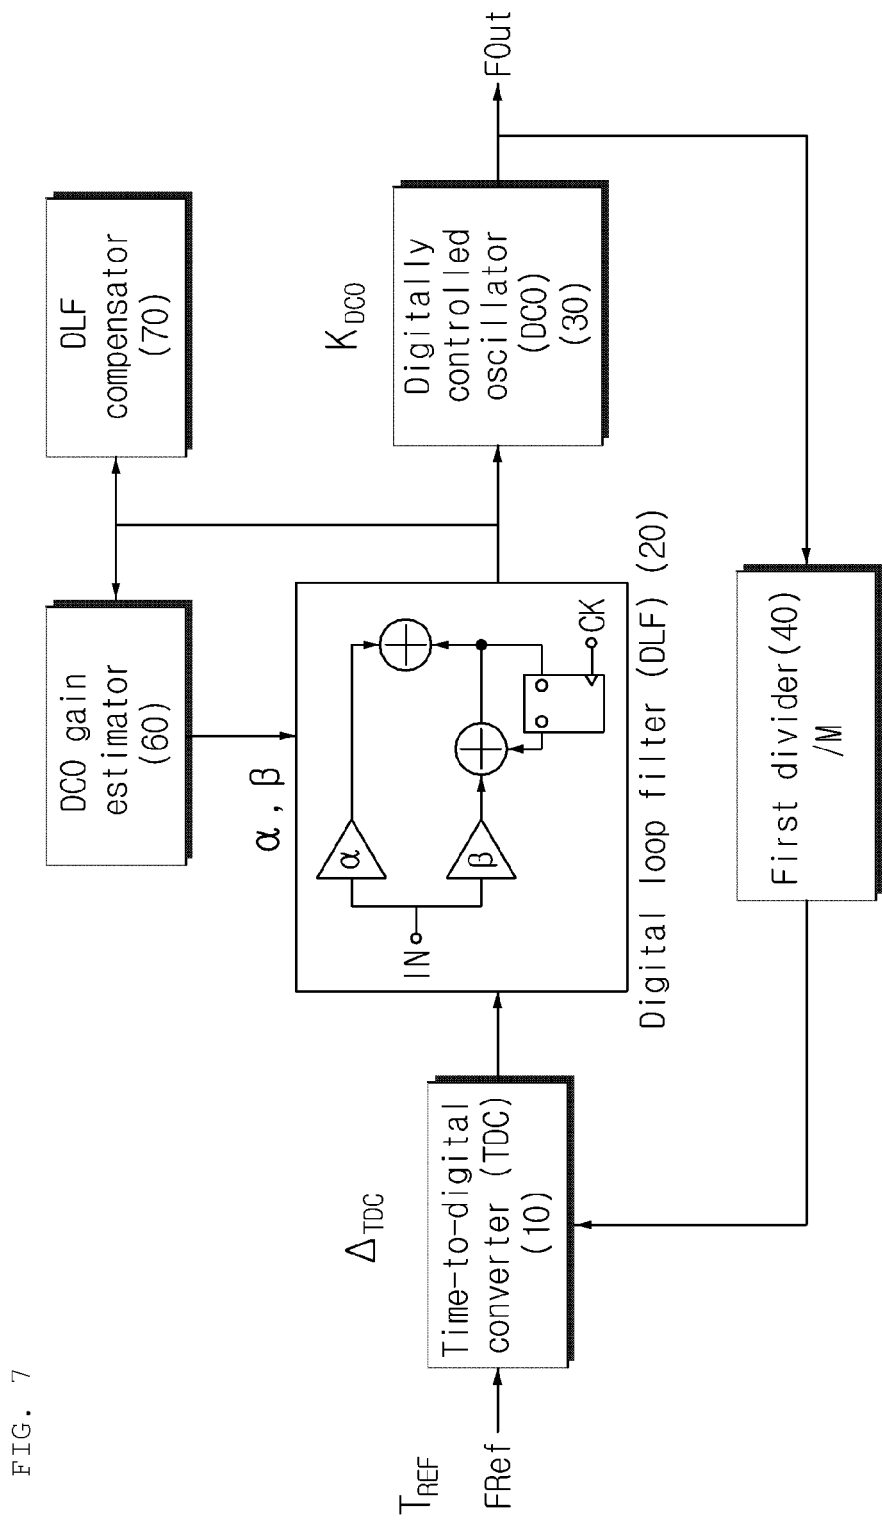 FIG. 7
DCO gain
estimator
(60)
DLF
compensator
(70)
α, β
K_DCO
T_REF
FRef
Δ_TDC
Time-to-digital
converter (TDC)
(10)
IN
α
β
CK
Digital loop filter (DLF) (20)
Digitally
controlled
oscillator
(DCO)
(30)
FOut
First divider(40)
/M